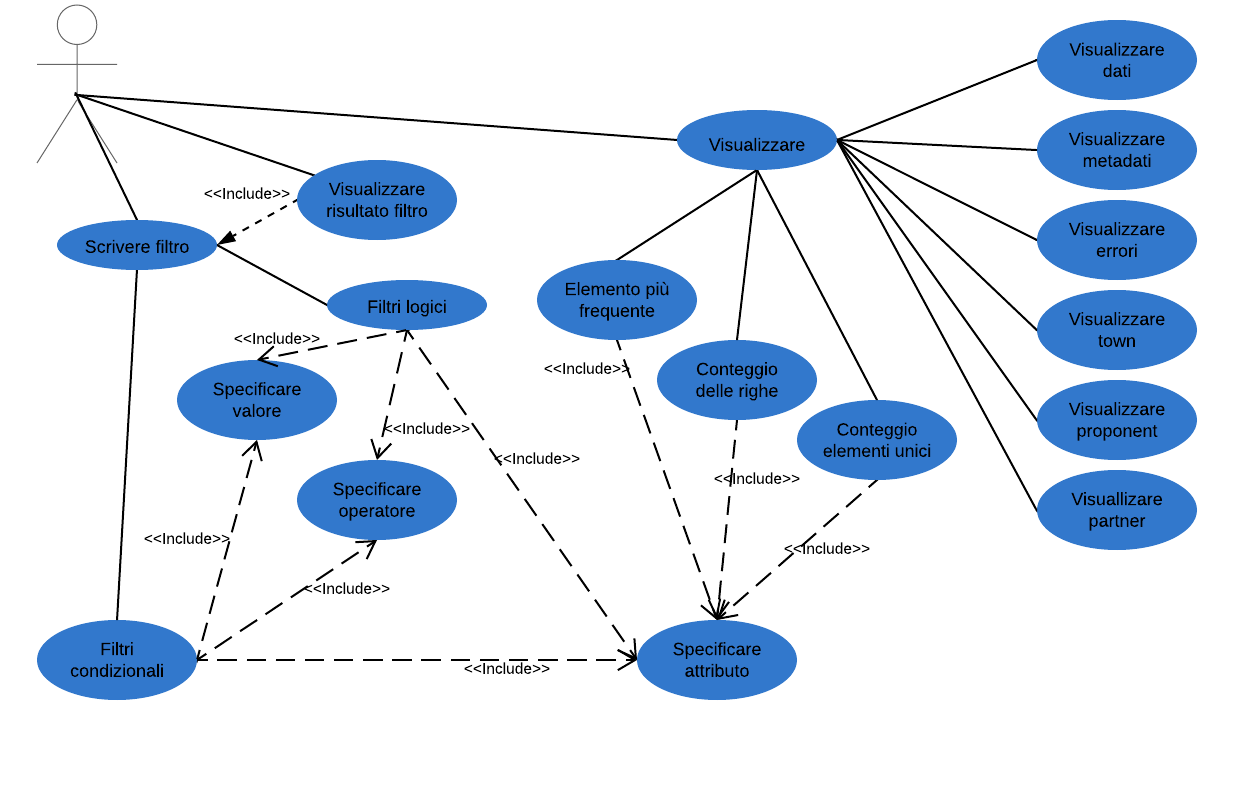 Visualizzare
dati
Visualizzare
metadati
Visualizzare
errori
Visualizzare
town
Visualizzare
proponent
Visuallizare
partner
Visualizzare
<<Include>>
Visualizzare
risultato filtro
Scrivere filtro
Filtri logici
Elemento più
frequente
<<Include>>
<<Include>>
Specificare
valore
Conteggio
delle righe
Conteggio
elementi unici
<<Include>>
<<Include>>
<<Include>>
Specificare
operatore
<<Include>>
<<Include>>
<<Include>>
Filtri
condizionali
<<Include>>
Specificare
attributo